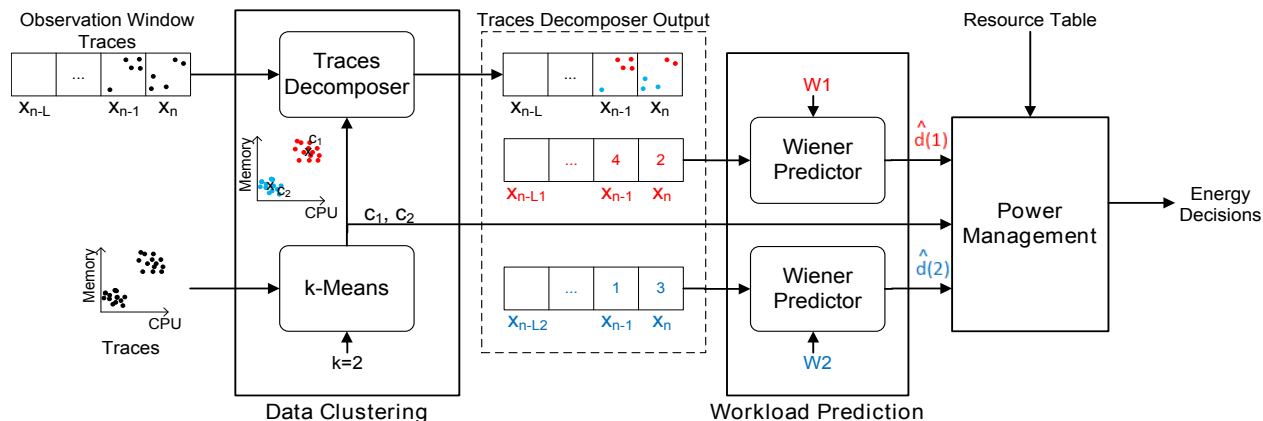 Observation Window
Traces
...
Xn-L
Xn-1
Xn
Traces
Decomposer
Memory
CPU
c1
c2
x
c1, c2
Memory
CPU
Traces
k-Means
k=2
Data Clustering
Traces Decomposer Output
...
Xn-L
Xn-1
Xn
... 4 2
Xn-L1
Xn-1
Xn
... 1 3
Xn-L2
Xn-1
Xn
W1
Wiener
Predictor
d̂(1)
Wiener
Predictor
d̂(2)
W2
Workload Prediction
Resource Table
Power
Management
Energy
Decisions